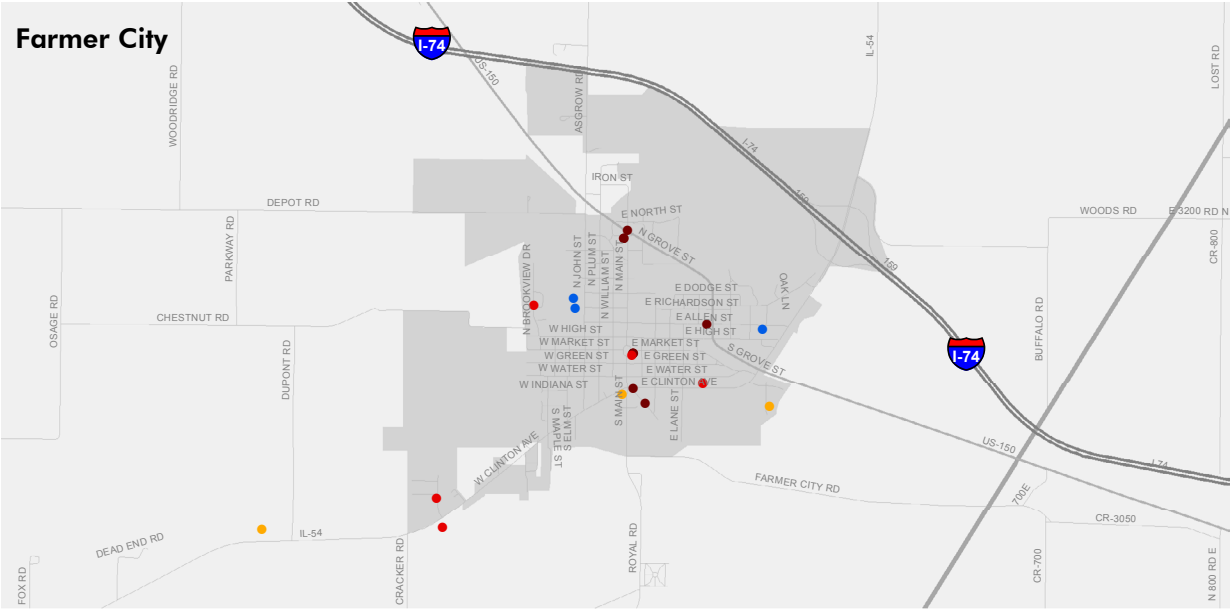 Farmer City
I-74
US-150
IL-54
LOST RD
WOODRIDGE RD
ASGROW RD
I-74
IRON ST
159
DEPOT RD
E NORTH ST
WOODS RD
E 3200 RD N
PARKWAY RD
N BROOKVIEW DR
N JOHN ST
N PLUM ST
N WILLIAM ST
N MAIN ST
N GROVE ST
CR-800
159
OAK LN
E DODGE ST
E RICHARDSON ST
OSAGE RD
CHESTNUT RD
E ALLEN ST
W HIGH ST
E HIGH ST
BUFFALO RD
W MARKET ST
E MARKET ST
W GREEN ST
E GREEN ST
S GROVE ST
I-74
DUPONT RD
W WATER ST
E WATER ST
W INDIANA ST
E CLINTON AVE
S MAIN ST
S MAPLE ST
S ELM ST
E LANE ST
W CLINTON AVE
US-150
I-74
FARMER CITY RD
700E
CR-3050
IL-54
DEAD END RD
FOX RD
CRACKER RD
ROYAL RD
CR-700
N 800 RD E